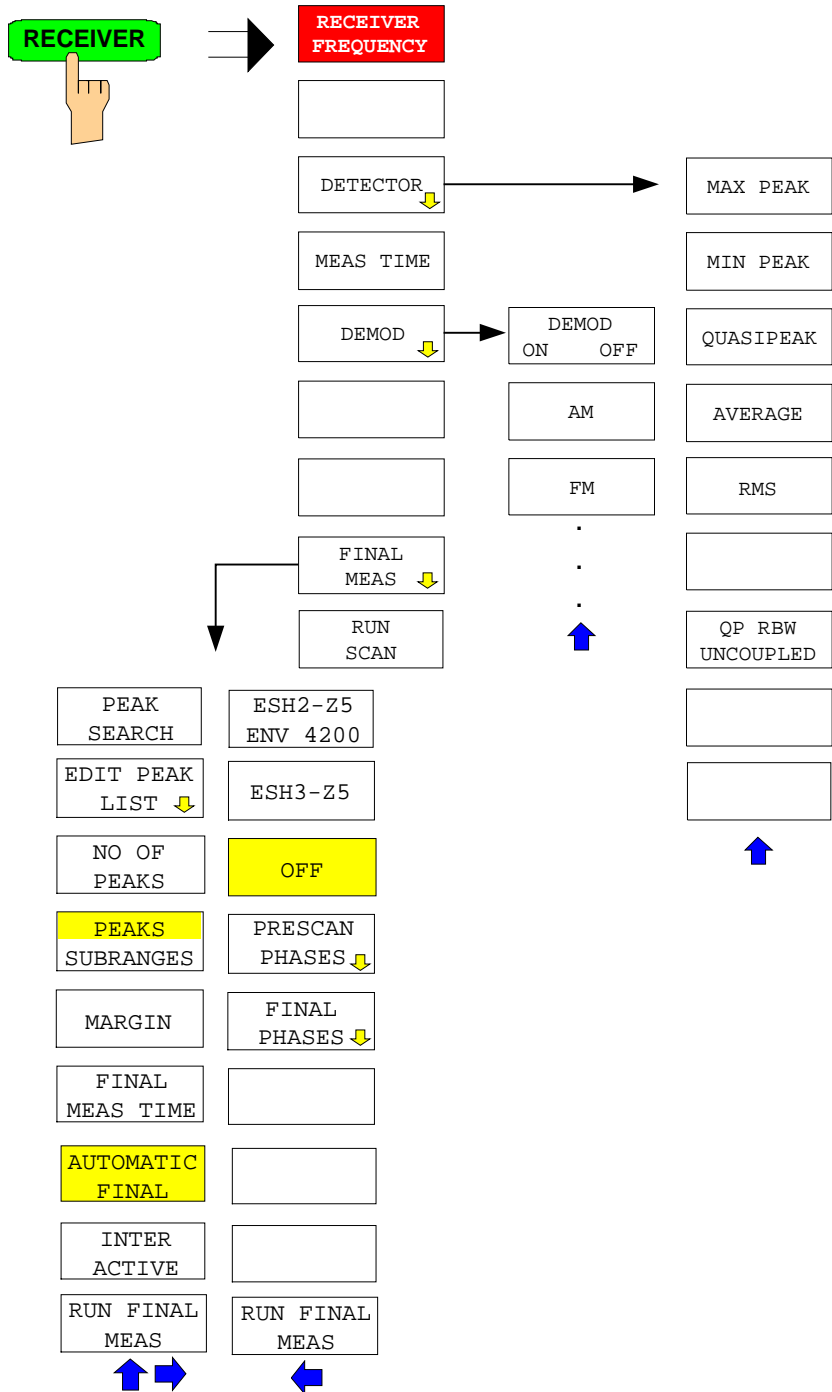 RECEIVER
RECEIVER
FREQUENCY
DETECTOR
MEAS TIME
DEMOD
FINAL
MEAS
RUN
SCAN
DEMOD
ON OFF
AM
FM
.
.
.
MAX PEAK
MIN PEAK
QUASIPEAK
AVERAGE
RMS
QP RBW
UNCOUPLED
PEAK
SEARCH
EDIT PEAK
LIST
NO OF
PEAKS
PEAKS
SUBRANGES
MARGIN
FINAL
MEAS TIME
AUTOMATIC
FINAL
INTER
ACTIVE
RUN FINAL
MEAS
ESH2-Z5
ENV 4200
ESH3-Z5
OFF
PRESCAN
PHASES
FINAL
PHASES
RUN FINAL
MEAS